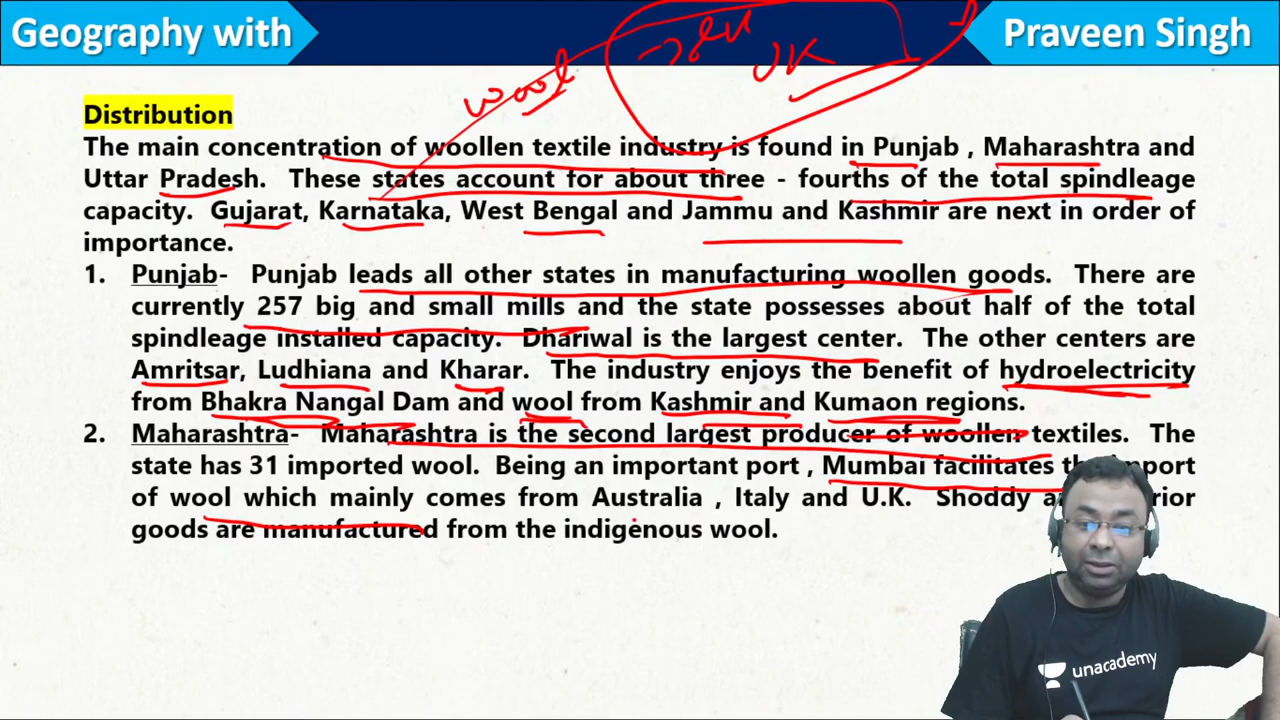 Geography with
Praveen Singh
wool
JK
Distribution
The main concentration of woollen textile industry is found in Punjab , Maharashtra and
Uttar Pradesh. These states account for about three - fourths of the total spindleage
capacity. Gujarat, Karnataka, West Bengal and Jammu and Kashmir are next in order of
importance.
1. Punjab- Punjab leads all other states in manufacturing woollen goods. There are
currently 257 big and small mills and the state possesses about half of the total
spindleage installed capacity. Dhariwal is the largest center. The other centers are
Amritsar, Ludhiana and Kharar. The industry enjoys the benefit of hydroelectricity
from Bhakra Nangal Dam and wool from Kashmir and Kumaon regions.
2. Maharashtra- Maharashtra is the second largest producer of woollen textiles. The
state has 31 imported wool. Being an important port , Mumbai facilitates the import
of wool which mainly comes from Australia , Italy and U.K. Shoddy
goods are manufactured from the indigenous wool.
unacademy